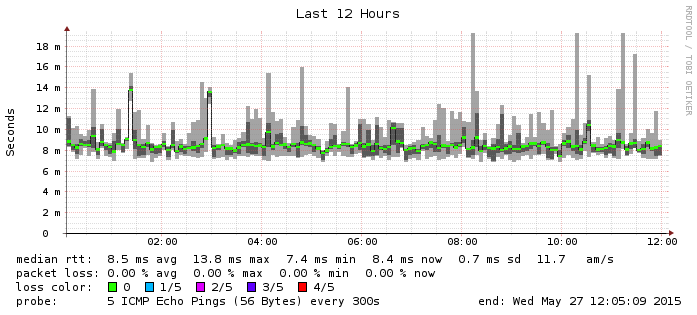 Last 12 Hours
RRDTOOL / TOBI OETIKER
Seconds
18 m
16 m
14 m
12 m
10 m
8 m
6 m
4 m
2 m
0
02:00 04:00 06:00 08:00 10:00 12:00
median rtt: 8.5 ms avg 13.8 ms max 7.4 ms min 8.4 ms now 0.7 ms sd 11.7 am/s
packet loss: 0.00 % avg 0.00 % max 0.00 % min 0.00 % now
loss color: 0 1/5 2/5 3/5 4/5
probe: 5 ICMP Echo Pings (56 Bytes) every 300s end: Wed May 27 12:05:09 2015